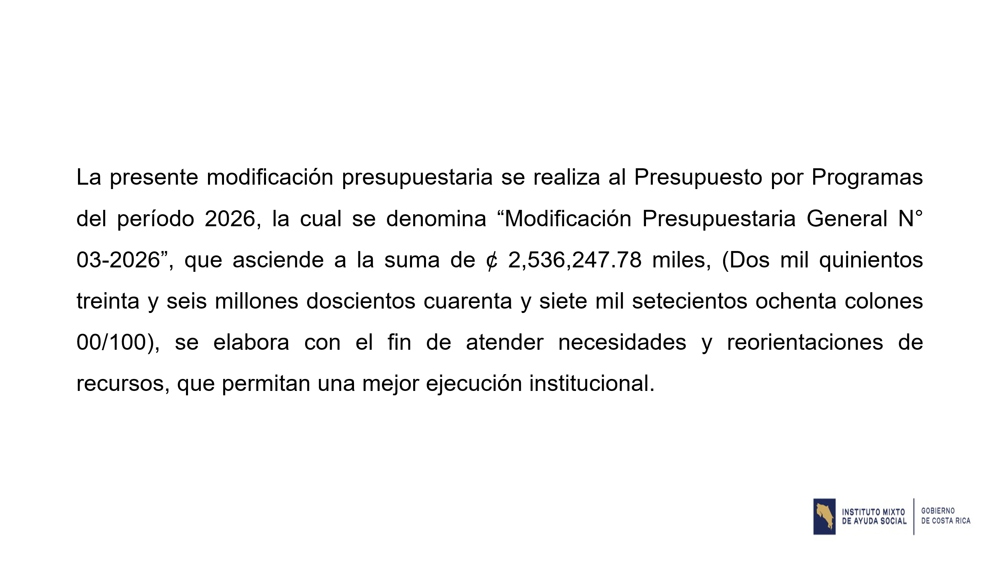 La presente modificación presupuestaria se realiza al Presupuesto por Programas
del período 2026, la cual se denomina “Modificación Presupuestaria General N°
03-2026”, que asciende a la suma de ₡ 2,536,247.78 miles, (Dos mil quinientos
treinta y seis millones doscientos cuarenta y siete mil setecientos ochenta colones
00/100), se elabora con el fin de atender necesidades y reorientaciones de
recursos, que permitan una mejor ejecución institucional.
INSTITUTO MIXTO
DE AYUDA SOCIAL
GOBIERNO
DE COSTA RICA